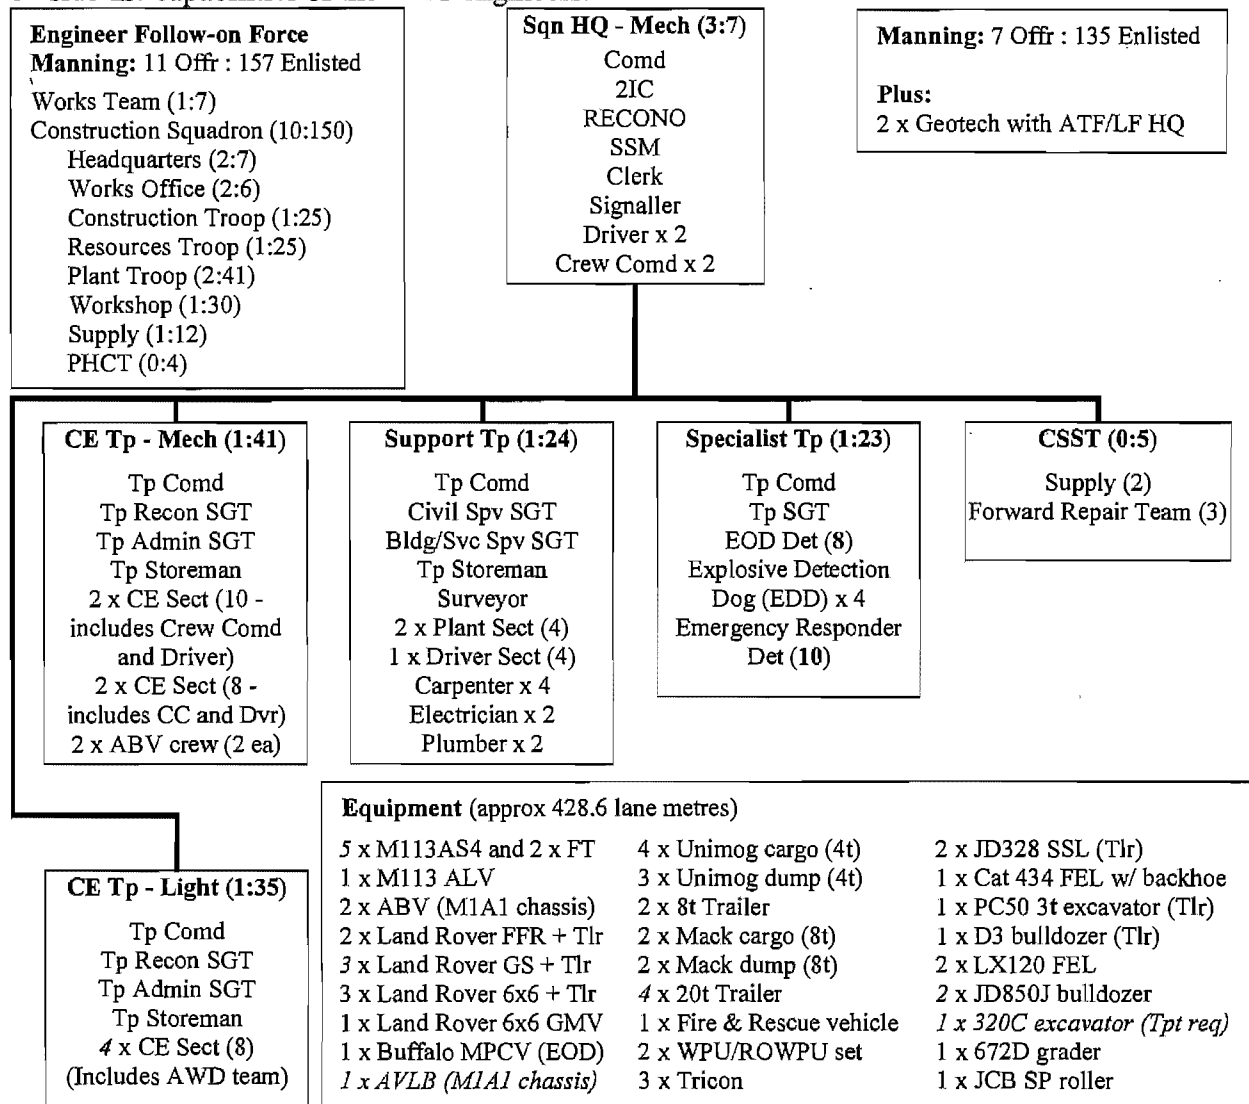 Engineer Follow-on Force
Manning: 11 Offr : 157 Enlisted
Works Team (1:7)
Construction Squadron (10:150)
Headquarters (2:7)
Works Office (2:6)
Construction Troop (1:25)
Resources Troop (1:25)
Plant Troop (2:41)
Workshop (1:30)
Supply (1:12)
PHCT (0:4)
Sqn HQ - Mech (3:7)
Comd
2IC
RECONO
SSM
Clerk
Signaller
Driver x 2
Crew Comd x 2
Manning: 7 Offr : 135 Enlisted
Plus:
2 x Geotech with ATF/LF HQ
CE Tp - Mech (1:41)
Tp Comd
Tp Recon SGT
Tp Admin SGT
Tp Storeman
2 x CE Sect (10 -
includes Crew Comd
and Driver)
2 x CE Sect (8 -
includes CC and Dvr)
2 x ABV crew (2 ea)
Support Tp (1:24)
Tp Comd
Civil Spv SGT
Bldg/Svc Spv SGT
Tp Storeman
Surveyor
2 x Plant Sect (4)
1 x Driver Sect (4)
Carpenter x 4
Electrician x 2
Plumber x 2
Specialist Tp (1:23)
Tp Comd
Tp SGT
EOD Det (8)
Explosive Detection
Dog (EDD) x 4
Emergency Responder
Det (10)
CSST (0:5)
Supply (2)
Forward Repair Team (3)
CE Tp - Light (1:35)
Tp Comd
Tp Recon SGT
Tp Admin SGT
Tp Storeman
4 x CE Sect (8)
(Includes AWD team)
Equipment (approx 428.6 lane metres)
5 x M113AS4 and 2 x FT
1 x M113 ALV
2 x ABV (M1A1 chassis)
2 x Land Rover FFR + Tlr
3 x Land Rover GS + Tlr
3 x Land Rover 6x6 + Tlr
1 x Land Rover 6x6 GMV
1 x Buffalo MPCV (EOD)
1 x AVLB (M1A1 chassis)
4 x Unimog cargo (4t)
3 x Unimog dump (4t)
2 x 8t Trailer
2 x Mack cargo (8t)
2 x Mack dump (8t)
4 x 20t Trailer
1 x Fire & Rescue vehicle
2 x WPU/ROWPU set
3 x Tricon
2 x JD328 SSL (Tlr)
1 x Cat 434 FEL w/ backhoe
1 x PC50 3t excavator (Tlr)
1 x D3 bulldozer (Tlr)
2 x LX120 FEL
2 x JD850J bulldozer
1 x 320C excavator (Tpt req)
1 x 672D grader
1 x JCB SP roller